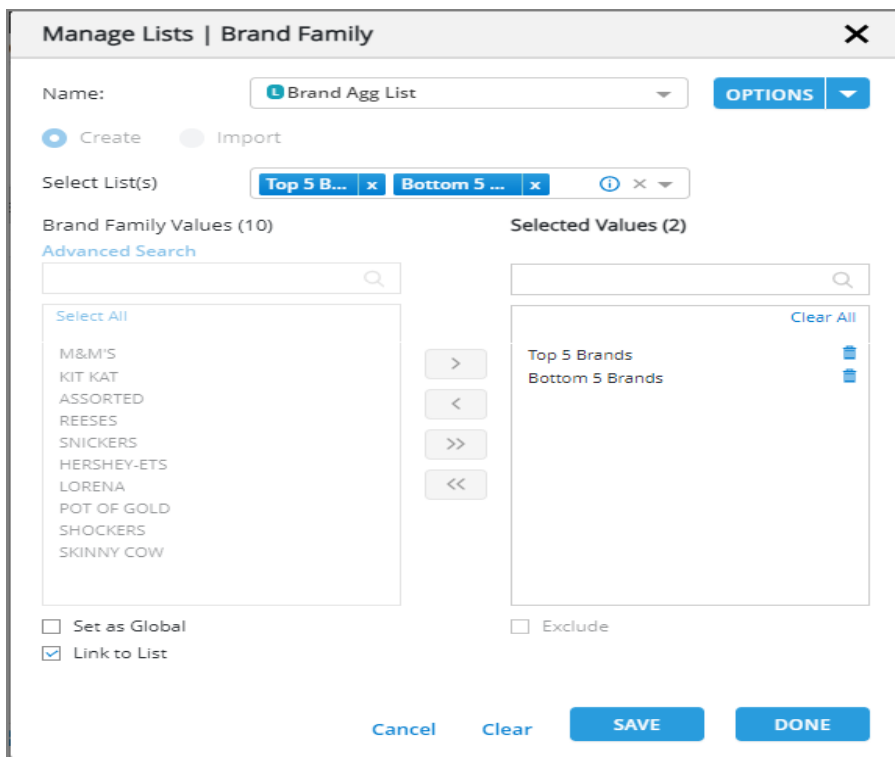 Manage Lists | Brand Family
Name:
L Brand Agg List
OPTIONS
Create
Import
Select List(s)
Top 5 B... x
Bottom 5 ... x
Brand Family Values (10)
Selected Values (2)
Advanced Search
Select All
Clear All
M&M'S
KIT KAT
ASSORTED
REESES
SNICKERS
HERSHEY-ETS
LORENA
POT OF GOLD
SHOCKERS
SKINNY COW
>
<
>>
<<
Top 5 Brands
Bottom 5 Brands
Set as Global
Exclude
Link to List
Cancel
Clear
SAVE
DONE